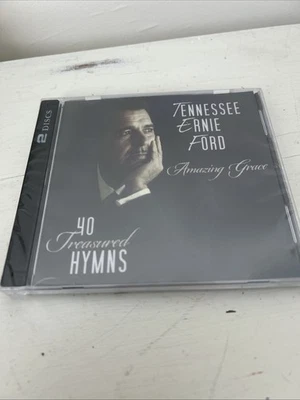 2 DISCS
TENNESSEE
ERNIE
FORD
Amazing Grace
40
Treasured
HYMNS